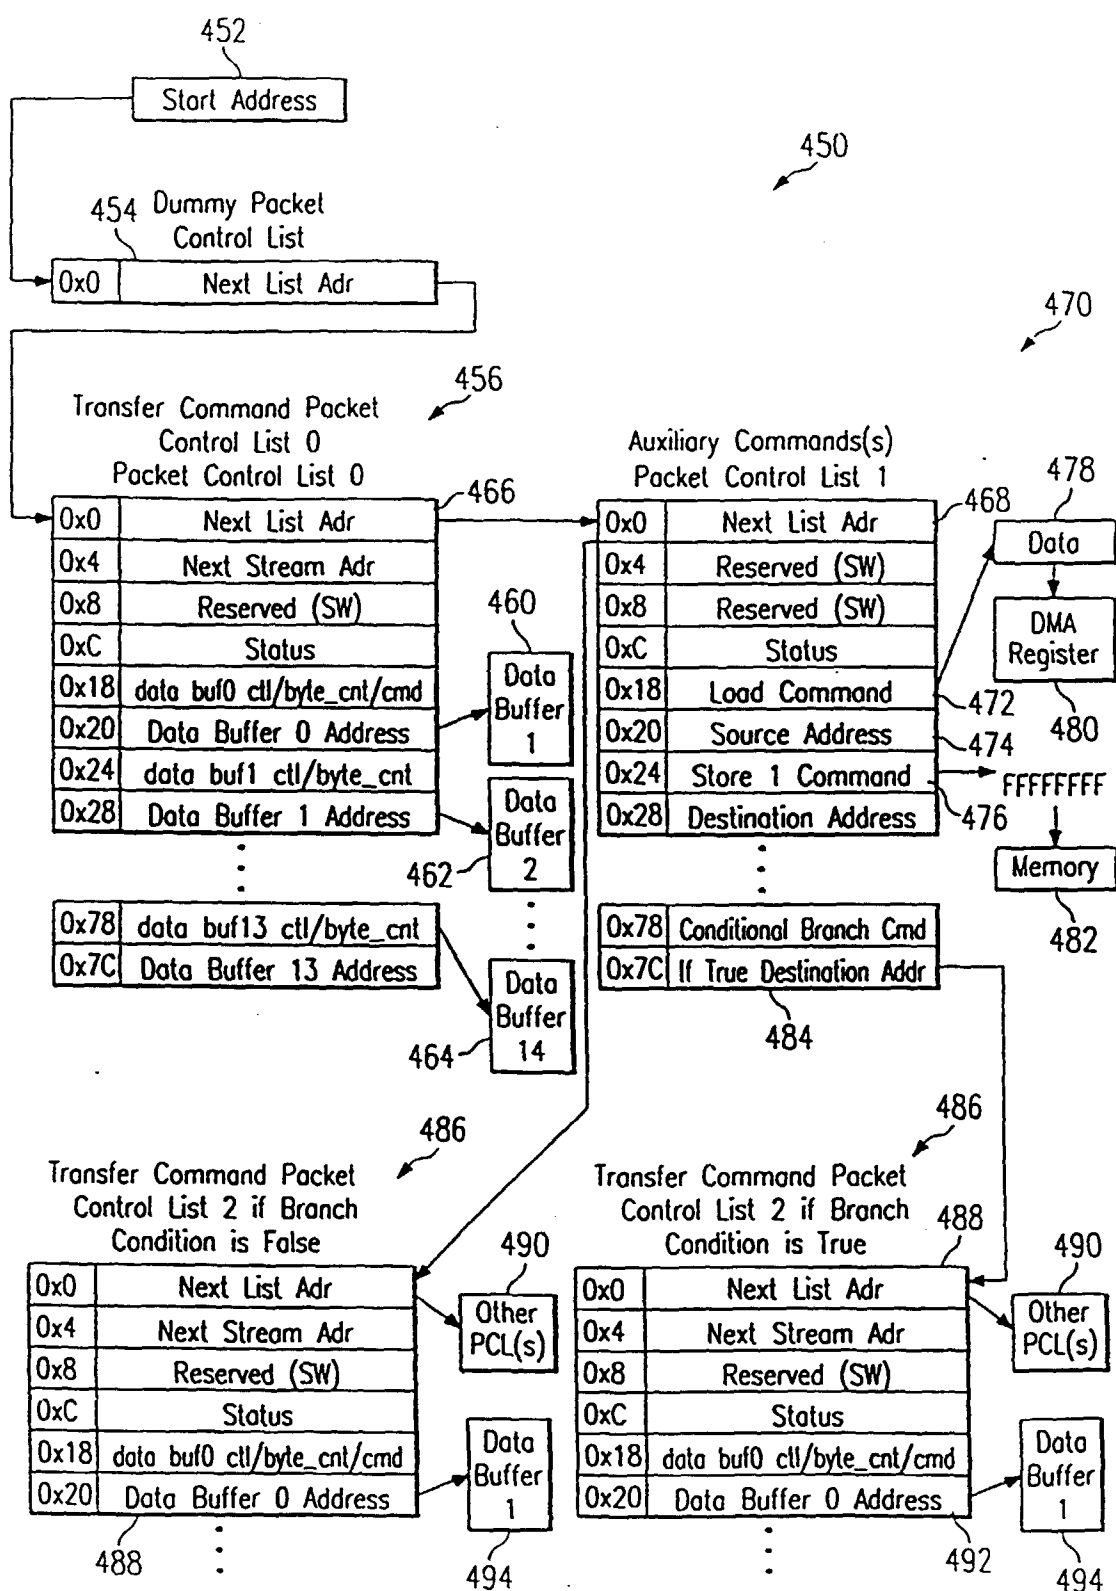 452
Start Address
450
454 Dummy Packet
Control List
0x0 Next List Adr
470
456
Transfer Command Packet
Control List 0
Packet Control List 0
0x0 Next List Adr
466
0x4 Next Stream Adr
0x8 Reserved (SW)
0xC Status
0x18 data buf0 ctl/byte_cnt/cmd
0x20 Data Buffer 0 Address
0x24 data buf1 ctl/byte_cnt
0x28 Data Buffer 1 Address
0x78 data buf13 ctl/byte_cnt
0x7C Data Buffer 13 Address
460
Data
Buffer
1
Data
Buffer
2
462
Data
Buffer
14
464
Auxiliary Commands(s)
Packet Control List 1
0x0 Next List Adr
468
0x4 Reserved (SW)
0x8 Reserved (SW)
0xC Status
0x18 Load Command
472
0x20 Source Address
474
0x24 Store 1 Command
476
0x28 Destination Address
0x78 Conditional Branch Cmd
0x7C If True Destination Addr
484
478
Data
DMA
Register
480
FFFFFFFF
Memory
482
486
Transfer Command Packet
Control List 2 if Branch
Condition is False
0x0 Next List Adr
0x4 Next Stream Adr
0x8 Reserved (SW)
0xC Status
0x18 data buf0 ctl/byte_cnt/cmd
0x20 Data Buffer 0 Address
488
490
Other
PCL(s)
Data
Buffer
1
494
486
Transfer Command Packet
Control List 2 if Branch
Condition is True
488
0x0 Next List Adr
0x4 Next Stream Adr
0x8 Reserved (SW)
0xC Status
0x18 data buf0 ctl/byte_cnt/cmd
0x20 Data Buffer 0 Address
492
490
Other
PCL(s)
Data
Buffer
1
494